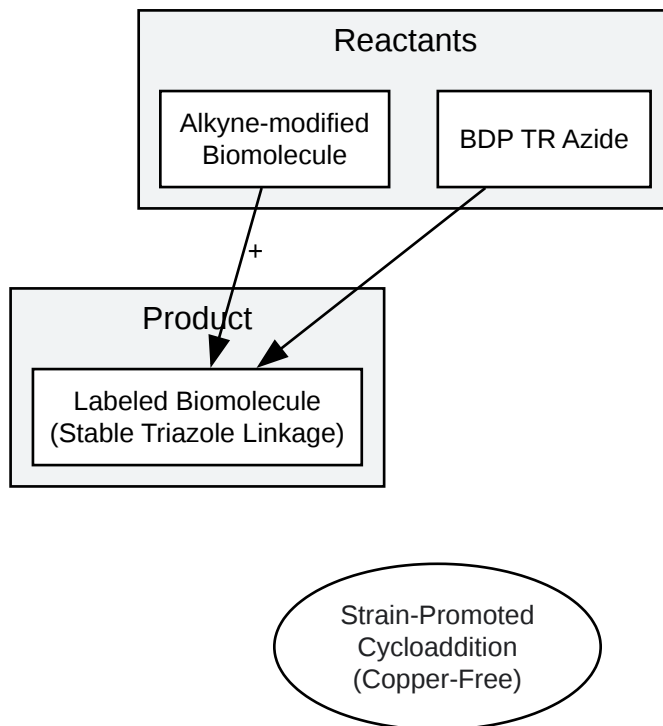 Reactants
Alkyne-modified
Biomolecule
BDP TR Azide
+
Product
Labeled Biomolecule
(Stable Triazole Linkage)
Strain-Promoted
Cycloaddition
(Copper-Free)